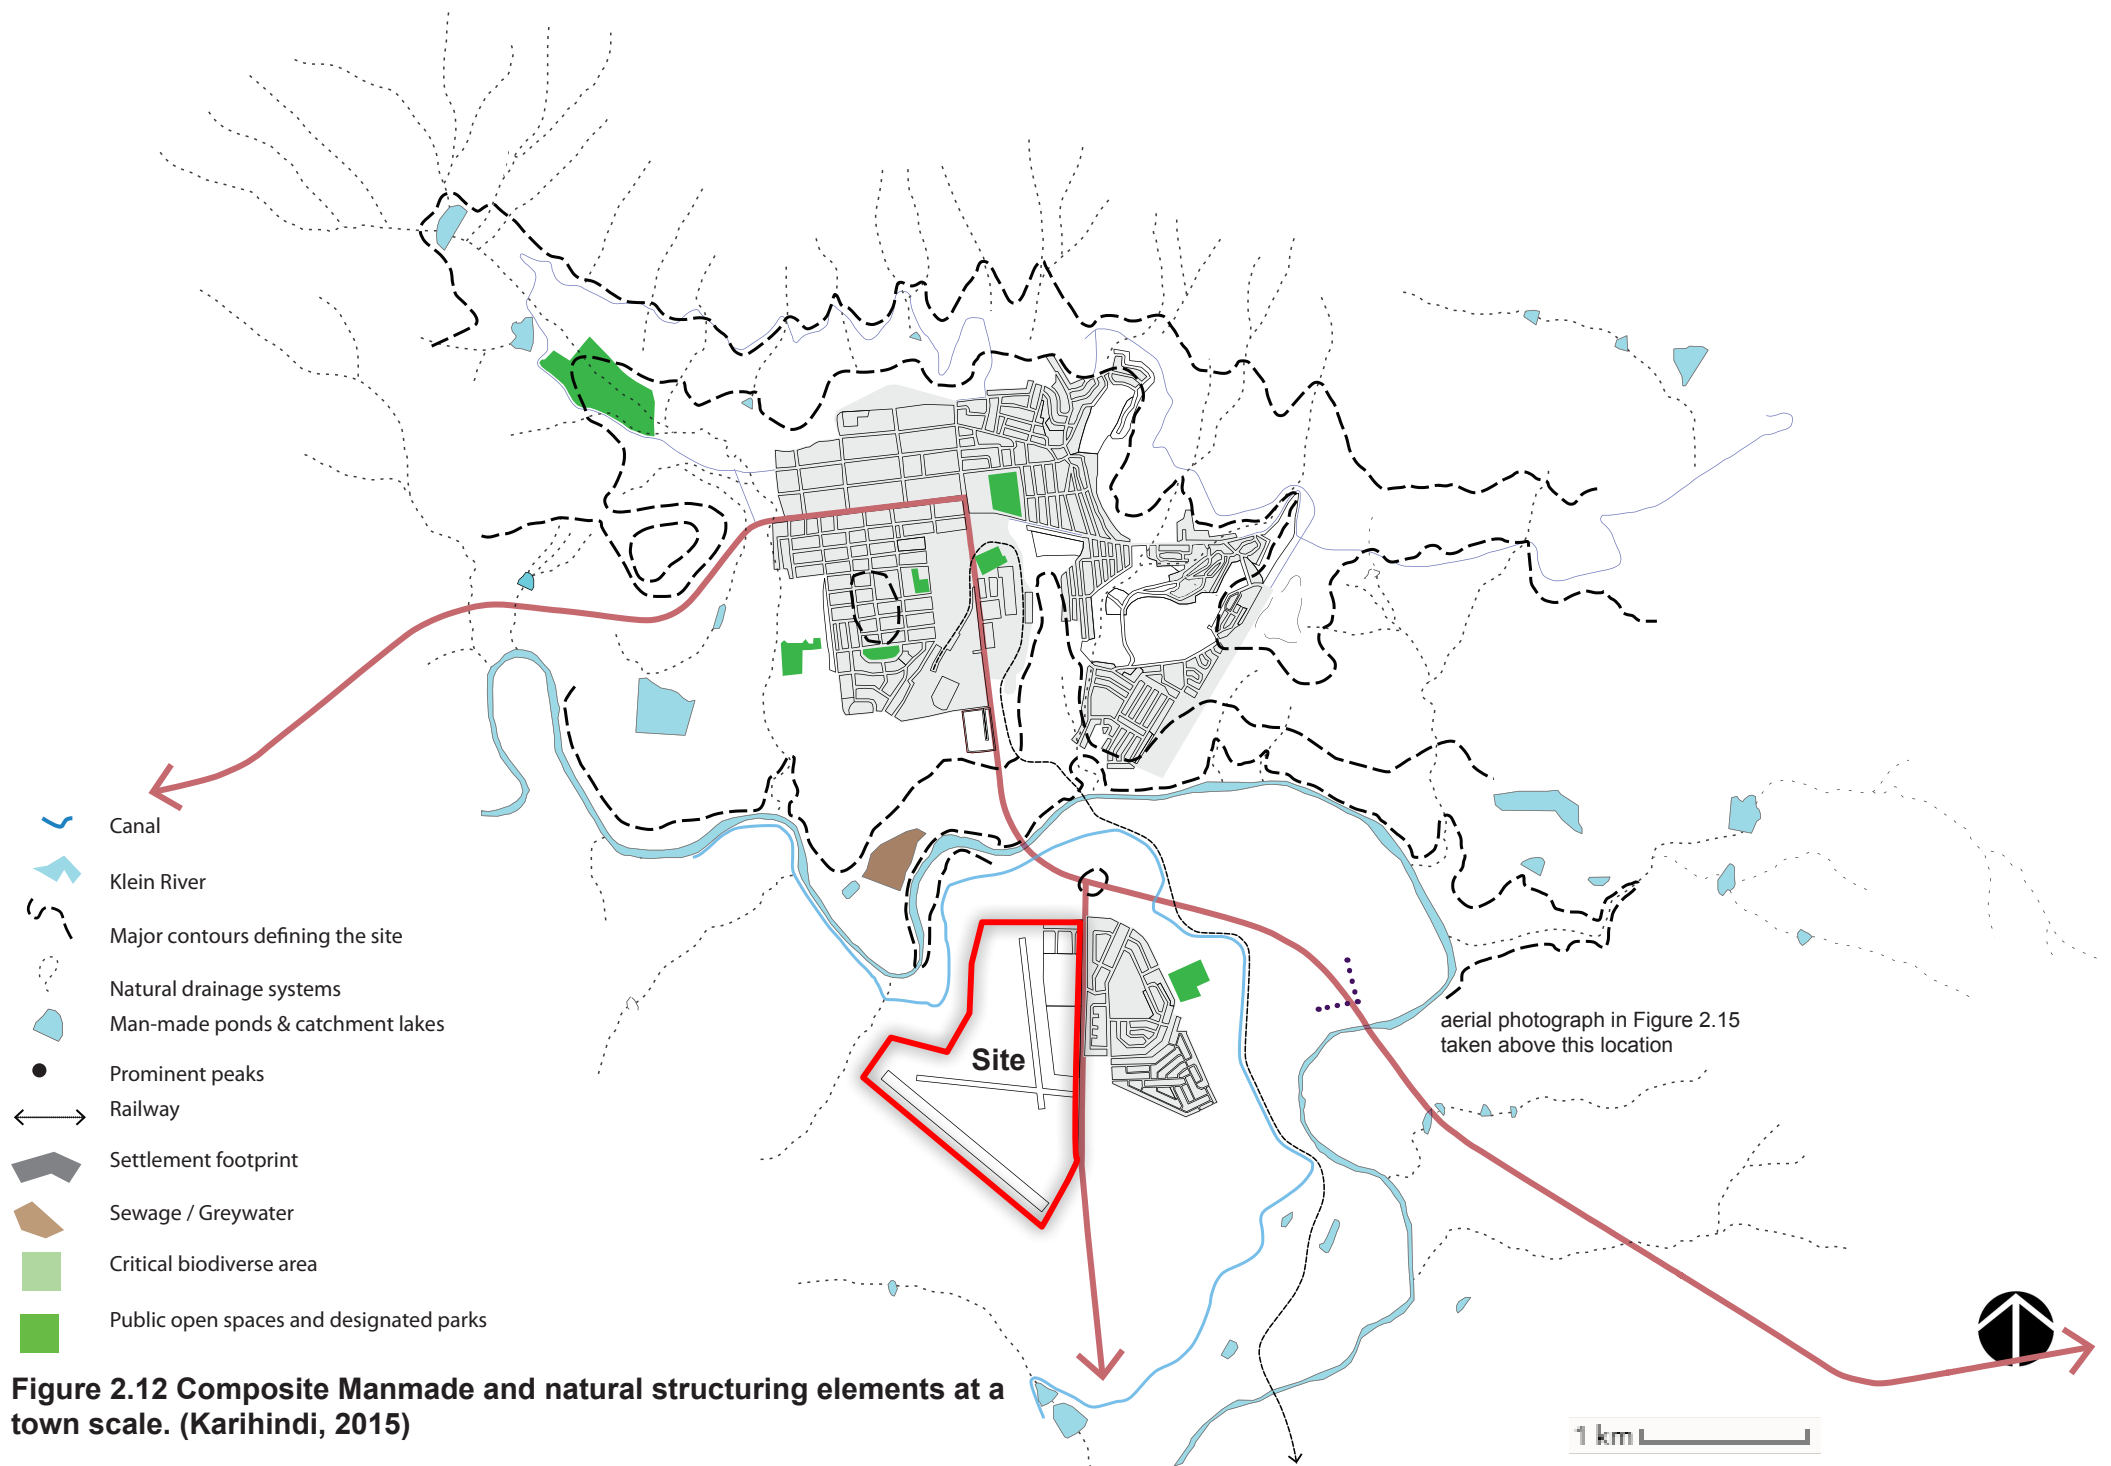 Canal
Klein River
Major contours defining the site
Natural drainage systems
Man-made ponds & catchment lakes
Prominent peaks
Railway
Settlement footprint
Sewage / Greywater
Critical biodiverse area
Public open spaces and designated parks
Site
aerial photograph in Figure 2.15
taken above this location
1 km
Figure 2.12 Composite Manmade and natural structuring elements at a
town scale. (Karihindi, 2015)